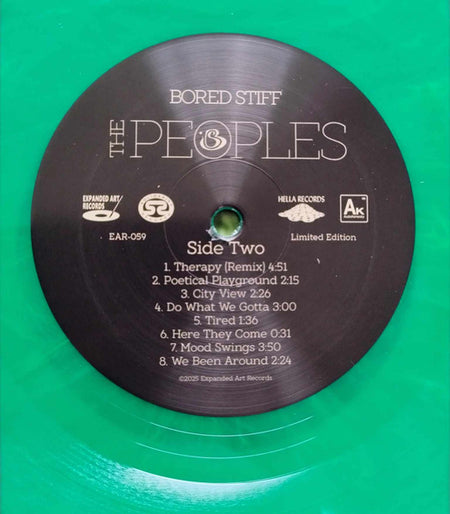 BORED STIFF
THE PEOPLES
EXPANDED ART RECORDS
HELLA RECORDS
AK
EAR-059
Limited Edition
Side Two
1. Therapy (Remix) 4:51
2. Poetical Playground 2:15
3. City View 2:26
4. Do What We Gotta 3:00
5. Tired 1:36
6. Here They Come 0:31
7. Mood Swings 3:50
8. We Been Around 2:24
©2025 Expanded Art Records